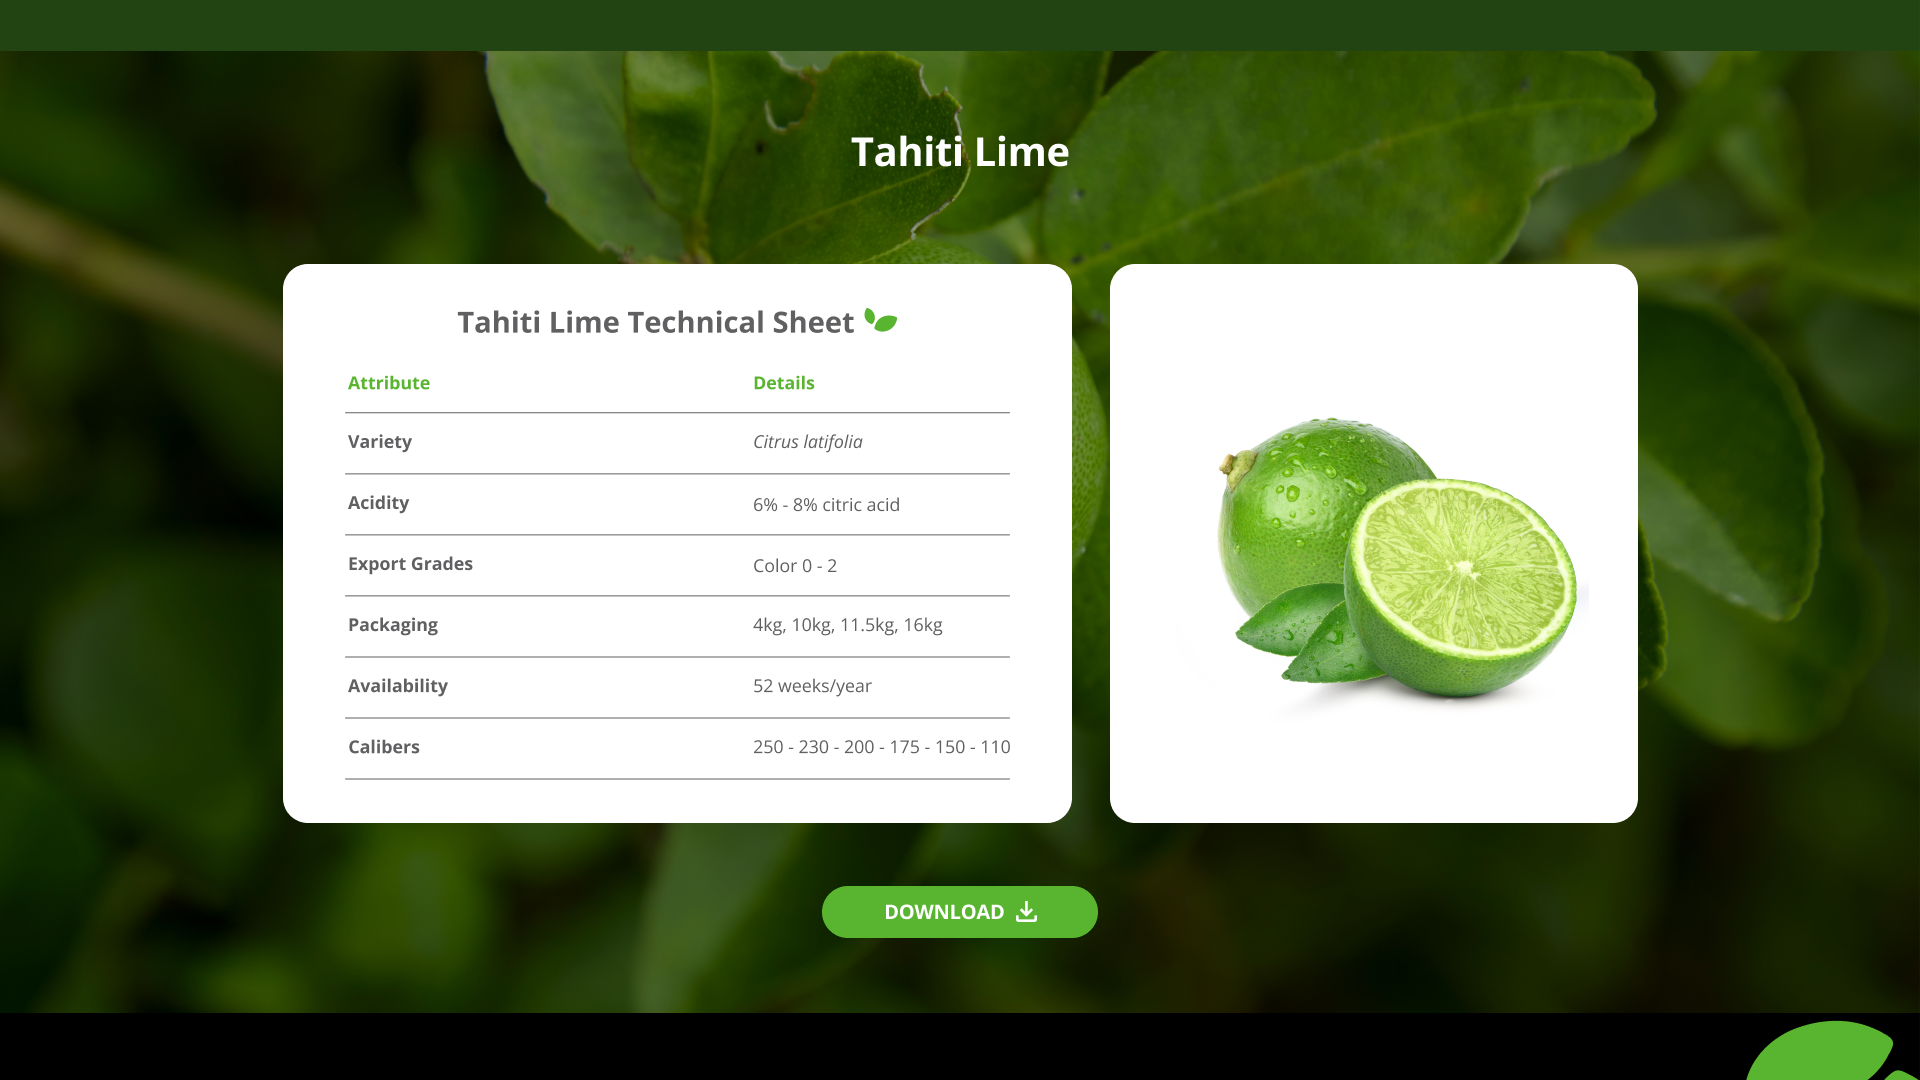 Tahiti Lime
Tahiti Lime Technical Sheet
Attribute Details
Variety Citrus latifolia
Acidity 6% - 8% citric acid
Export Grades Color 0 - 2
Packaging 4kg, 10kg, 11.5kg, 16kg
Availability 52 weeks/year
Calibers 250 - 230 - 200 - 175 - 150 - 110
DOWNLOAD